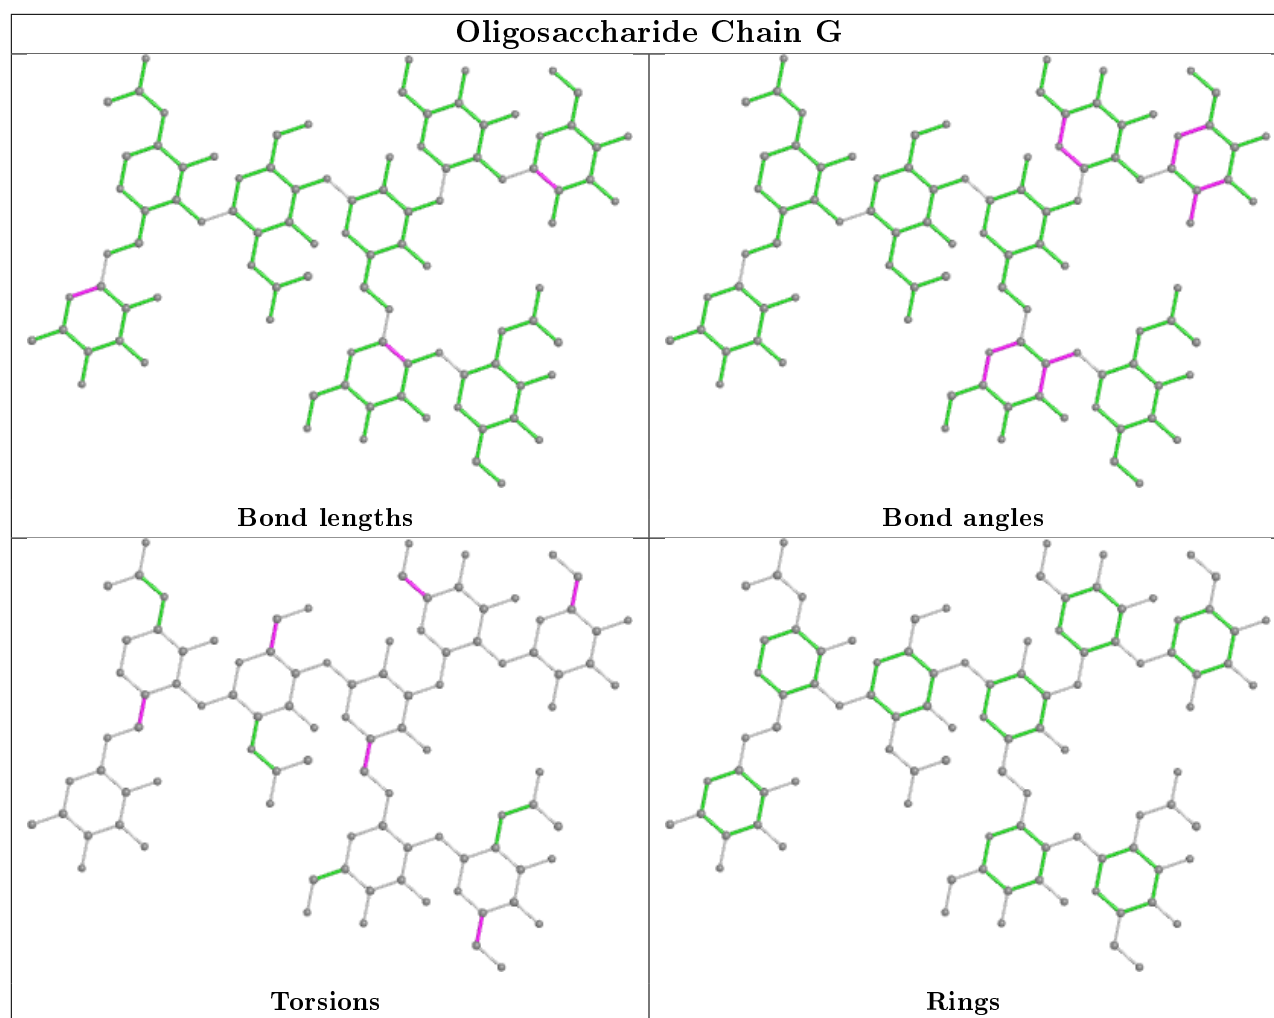 Oligosaccharide Chain G
Bond lengths
Bond angles
Torsions
Rings